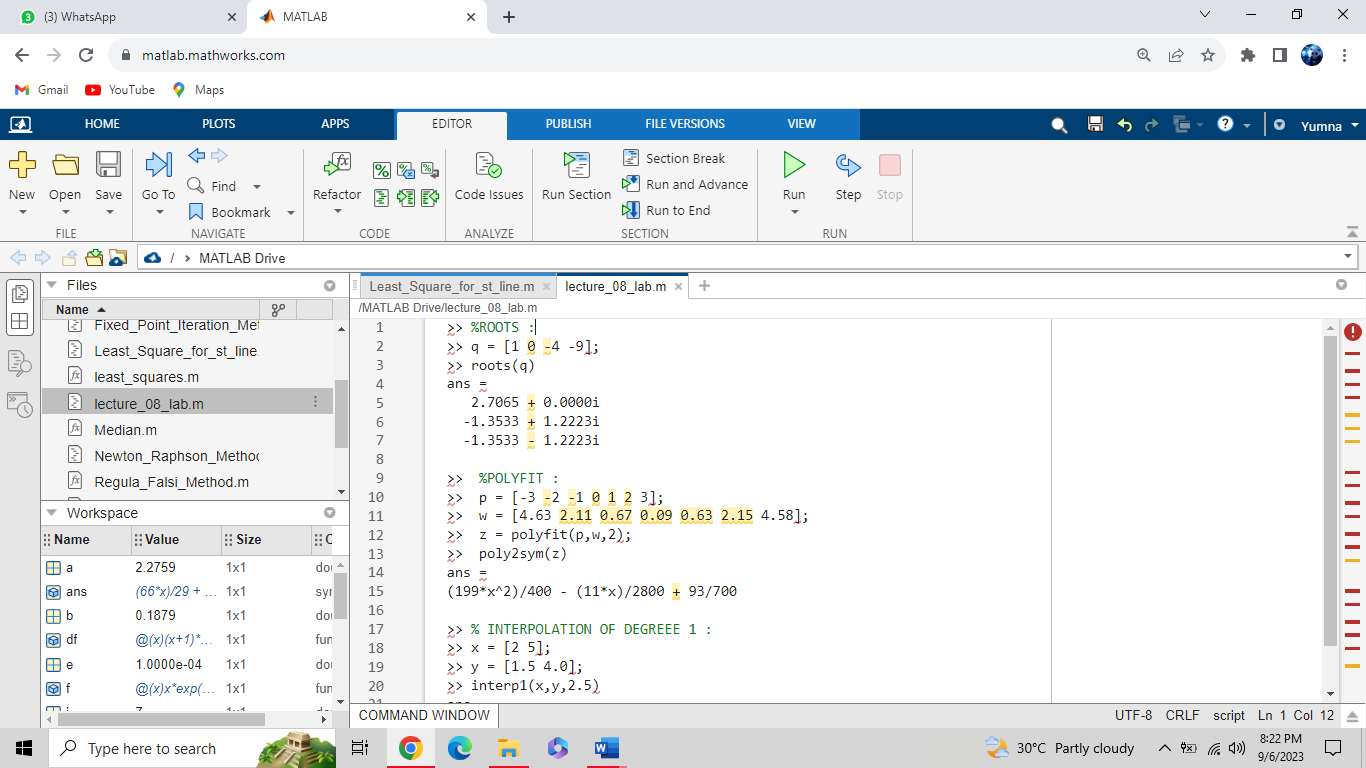 (3) WhatsApp
MATLAB
matlab.mathworks.com
Gmail
YouTube
Maps
HOME
PLOTS
APPS
EDITOR
PUBLISH
FILE VERSIONS
VIEW
Yumna
New
Open
Save
FILE
Go To
Find
Bookmark
NAVIGATE
Refactor
CODE
Code Issues
ANALYZE
Run Section
Section Break
Run and Advance
Run to End
SECTION
Run
Step
Stop
RUN
/ › MATLAB Drive
Files
Name
Fixed_Point_Iteration_Met
Least_Square_for_st_line.
least_squares.m
lecture_08_lab.m
Median.m
Newton_Raphson_Method
Regula_Falsi_Method.m
Workspace
Name Value Size C
a 2.2759 1x1 dou
ans (66*x)/29 + ... 1x1 syr
b 0.1879 1x1 dou
df @(x)(x+1)*... 1x1 fun
e 1.0000e-04 1x1 dou
f @(x)x*exp(... 1x1 fun
Least_Square_for_st_line.m
lecture_08_lab.m
/MATLAB Drive/lecture_08_lab.m
1 >> %ROOTS :
2 >> q = [1 0 -4 -9];
3 >> roots(q)
4 ans =
5 2.7065 + 0.0000i
6 -1.3533 + 1.2223i
7 -1.3533 - 1.2223i
8
9 >> %POLYFIT :
10 >> p = [-3 -2 -1 0 1 2 3];
11 >> w = [4.63 2.11 0.67 0.09 0.63 2.15 4.58];
12 >> z = polyfit(p,w,2);
13 >> poly2sym(z)
14 ans =
15 (199*x^2)/400 - (11*x)/2800 + 93/700
16
17 >> % INTERPOLATION OF DEGREEE 1 :
18 >> x = [2 5];
19 >> y = [1.5 4.0];
20 >> interp1(x,y,2.5)
COMMAND WINDOW
UTF-8 CRLF script Ln 1 Col 12
Type here to search
30°C Partly cloudy
8:22 PM
9/6/2023